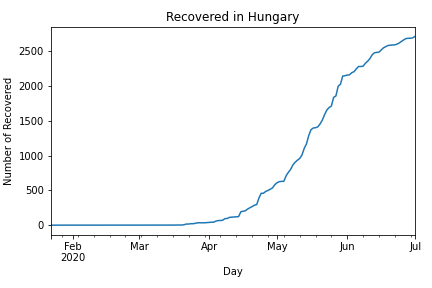 Recovered in Hungary
Number of Recovered
2500
2000
1500
1000
500
0
Feb Mar Apr May Jun Jul
2020
Day